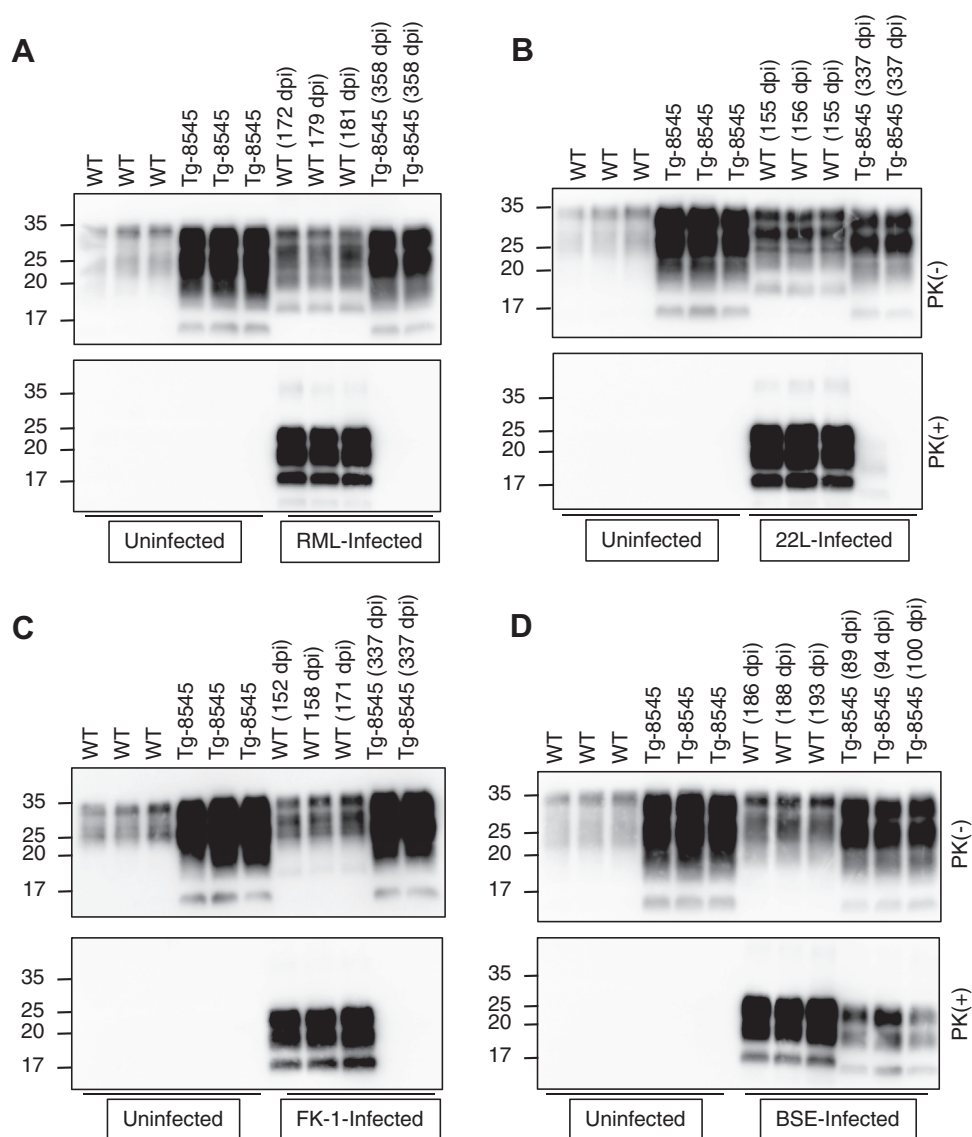 A
WT
WT
WT
Tg-8545
Tg-8545
Tg-8545
WT (172 dpi)
WT 179 dpi)
WT (181 dpi)
Tg-8545 (358 dpi)
Tg-8545 (358 dpi)
35
25
20
17
35
25
20
17
Uninfected
RML-Infected
B
WT
WT
WT
Tg-8545
Tg-8545
Tg-8545
WT (155 dpi)
WT (156 dpi)
WT (155 dpi)
Tg-8545 (337 dpi)
Tg-8545 (337 dpi)
35
25
20
17
PK(-)
35
25
20
17
PK(+)
Uninfected
22L-Infected
C
WT
WT
WT
Tg-8545
Tg-8545
Tg-8545
WT (152 dpi)
WT 158 dpi)
WT (171 dpi)
Tg-8545 (337 dpi)
Tg-8545 (337 dpi)
35
25
20
17
35
25
20
17
Uninfected
FK-1-Infected
D
WT
WT
WT
Tg-8545
Tg-8545
Tg-8545
WT (186 dpi)
WT (188 dpi)
WT (193 dpi)
Tg-8545 (89 dpi)
Tg-8545 (94 dpi)
Tg-8545 (100 dpi)
35
25
20
17
PK(-)
35
25
20
17
PK(+)
Uninfected
BSE-Infected